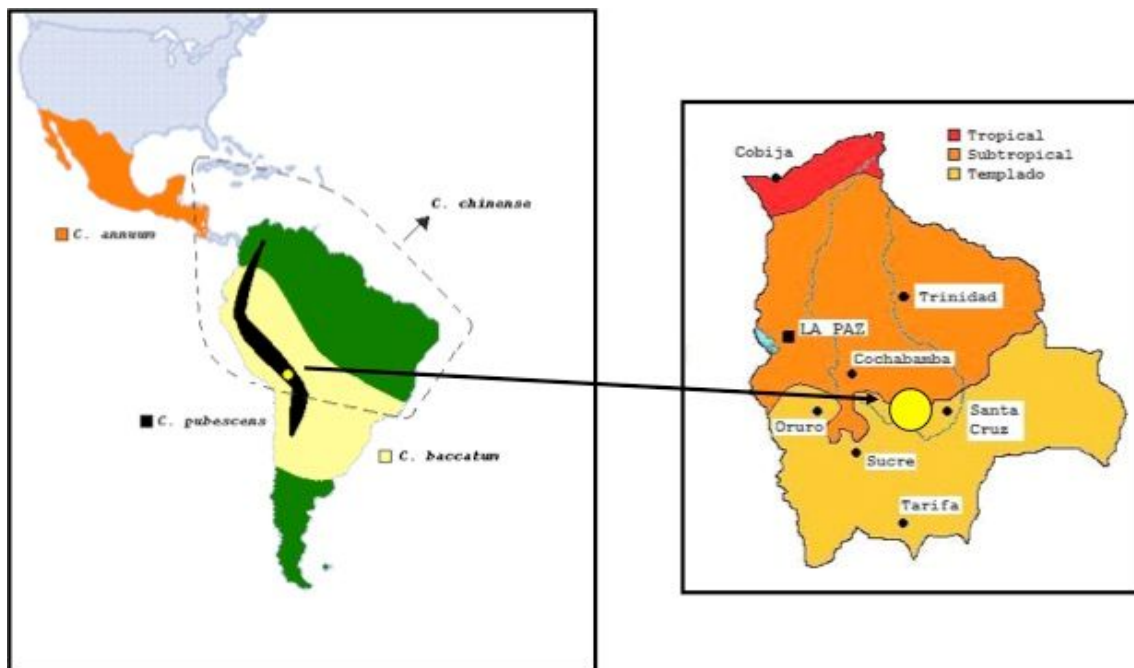 C. annuum
C. chinense
C. pubescens
C. baccatum
Tropical
Subtropical
Templado
Cobija
Trinidad
LA PAZ
Cochabamba
Oruro
Santa
Cruz
Sucre
Tarifa